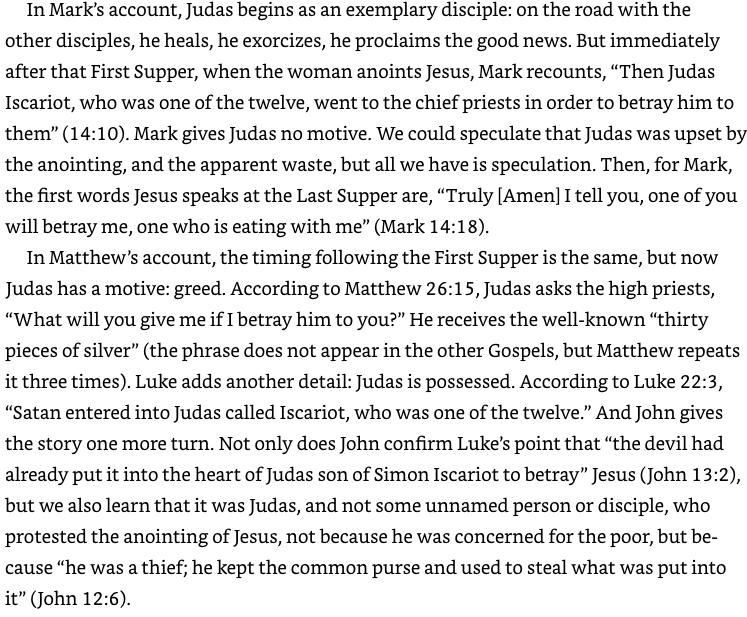 In Mark’s account, Judas begins as an exemplary disciple: on the road with the
other disciples, he heals, he exorcizes, he proclaims the good news. But immediately
after that First Supper, when the woman anoints Jesus, Mark recounts, “Then Judas
Iscariot, who was one of the twelve, went to the chief priests in order to betray him to
them” (14:10). Mark gives Judas no motive. We could speculate that Judas was upset by
the anointing, and the apparent waste, but all we have is speculation. Then, for Mark,
the first words Jesus speaks at the Last Supper are, “Truly [Amen] I tell you, one of you
will betray me, one who is eating with me” (Mark 14:18).
In Matthew’s account, the timing following the First Supper is the same, but now
Judas has a motive: greed. According to Matthew 26:15, Judas asks the high priests,
“What will you give me if I betray him to you?” He receives the well-known “thirty
pieces of silver” (the phrase does not appear in the other Gospels, but Matthew repeats
it three times). Luke adds another detail: Judas is possessed. According to Luke 22:3,
“Satan entered into Judas called Iscariot, who was one of the twelve.” And John gives
the story one more turn. Not only does John confirm Luke’s point that “the devil had
already put it into the heart of Judas son of Simon Iscariot to betray” Jesus (John 13:2),
but we also learn that it was Judas, and not some unnamed person or disciple, who
protested the anointing of Jesus, not because he was concerned for the poor, but be-
cause “he was a thief; he kept the common purse and used to steal what was put into
it” (John 12:6).